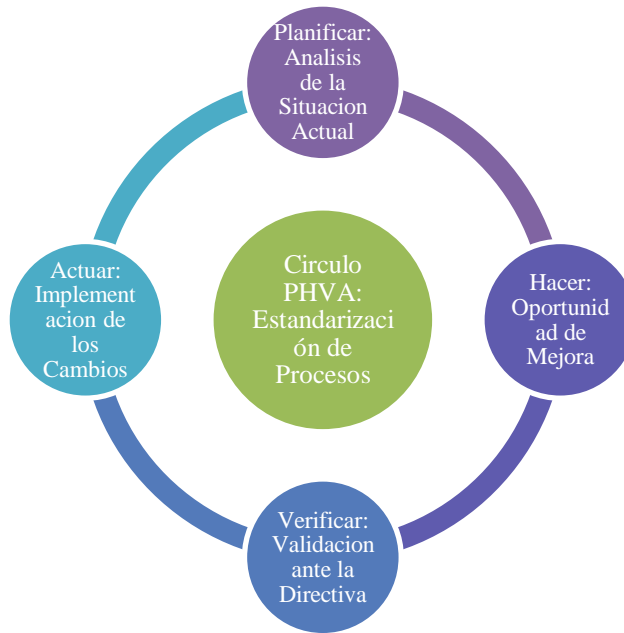 Planificar:
Analisis
de la
Situacion
Actual
Circulo
PHVA:
Estandarizaci
ón de
Procesos
Actuar:
Implement
acion de
los
Cambios
Hacer:
Oportunid
ad de
Mejora
Verificar:
Validacion
ante la
Directiva